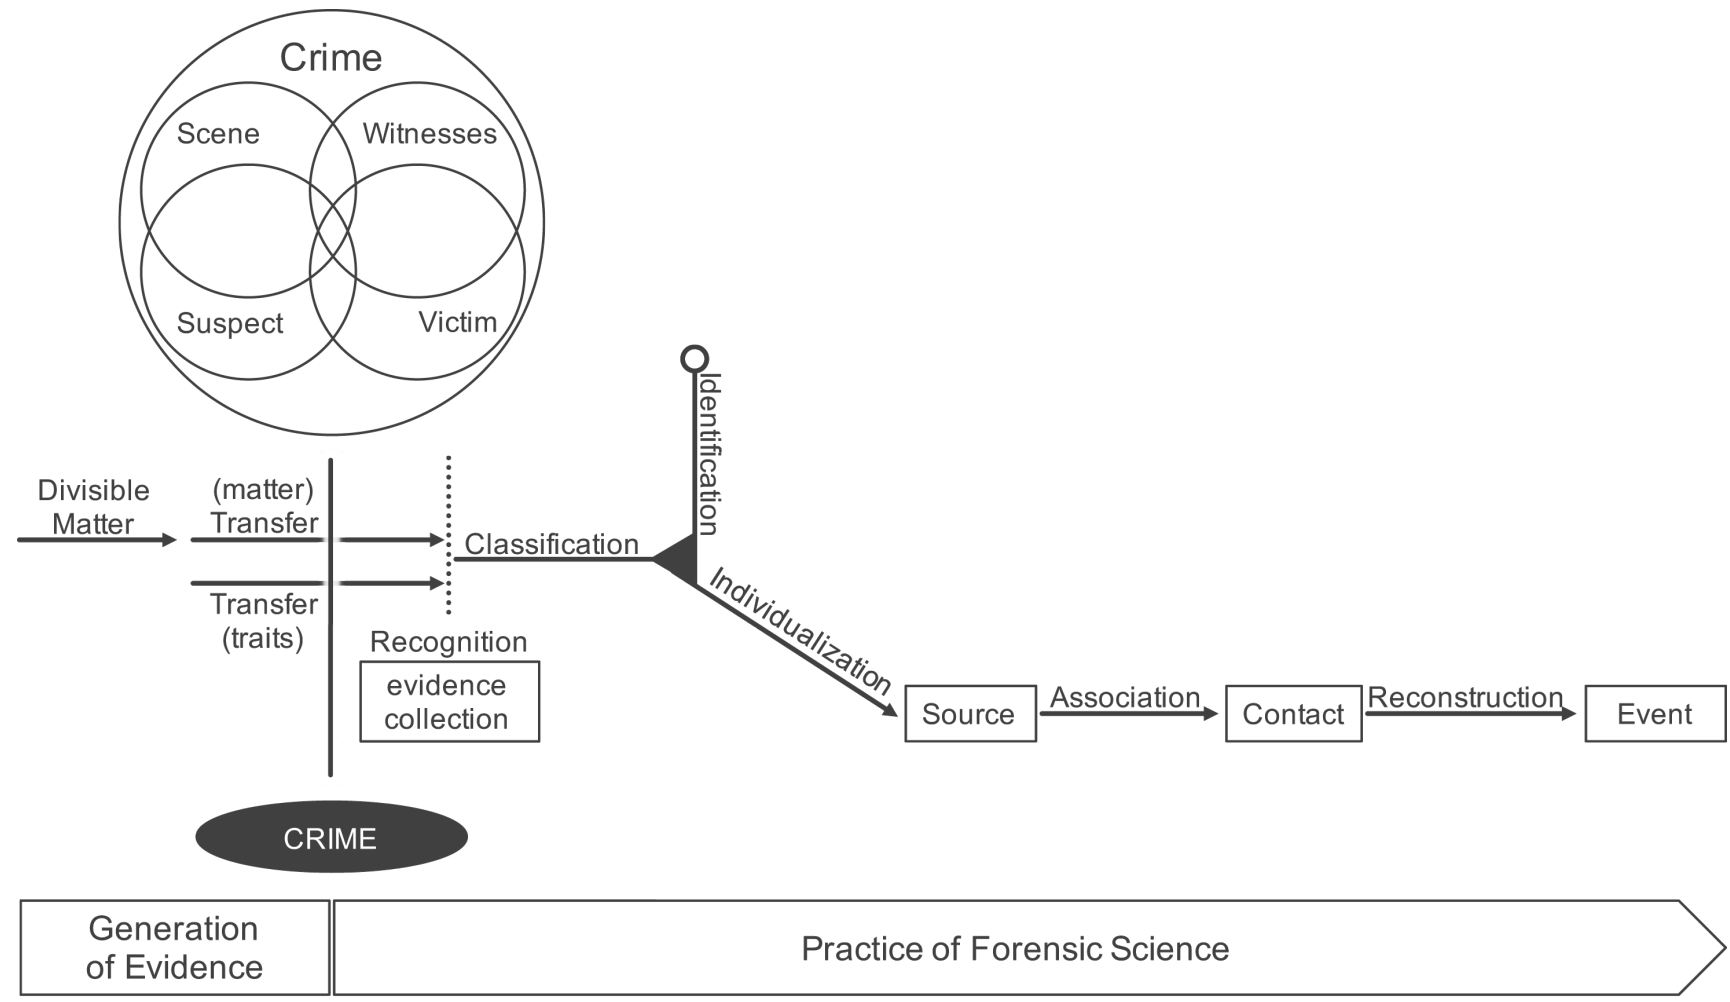 Crime
Scene
Witnesses
Suspect
Victim
Identification
Divisible
Matter
(matter)
Transfer
Classification
Transfer
(traits)
Individualization
Recognition
evidence
collection
Source
Association
Contact
Reconstruction
Event
CRIME
Generation
of Evidence
Practice of Forensic Science